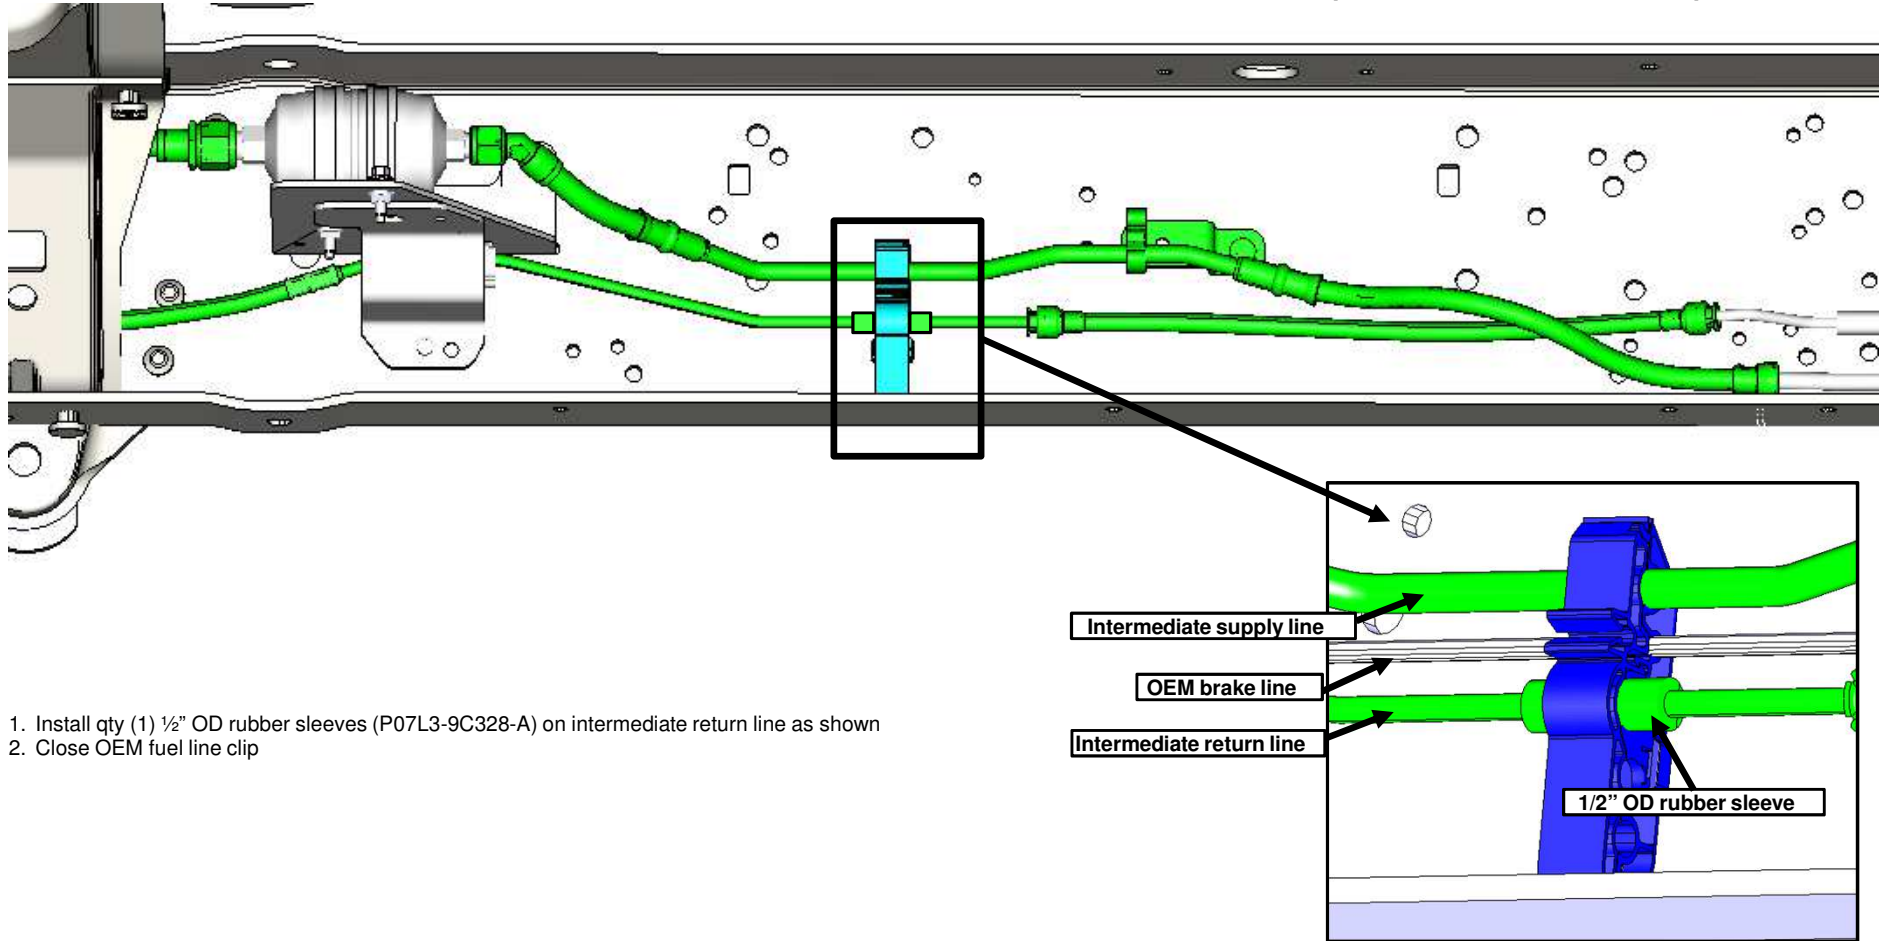 Intermediate supply line
OEM brake line
Intermediate return line
1/2” OD rubber sleeve
1. Install qty (1) ½” OD rubber sleeves (P07L3-9C328-A) on intermediate return line as shown
2. Close OEM fuel line clip